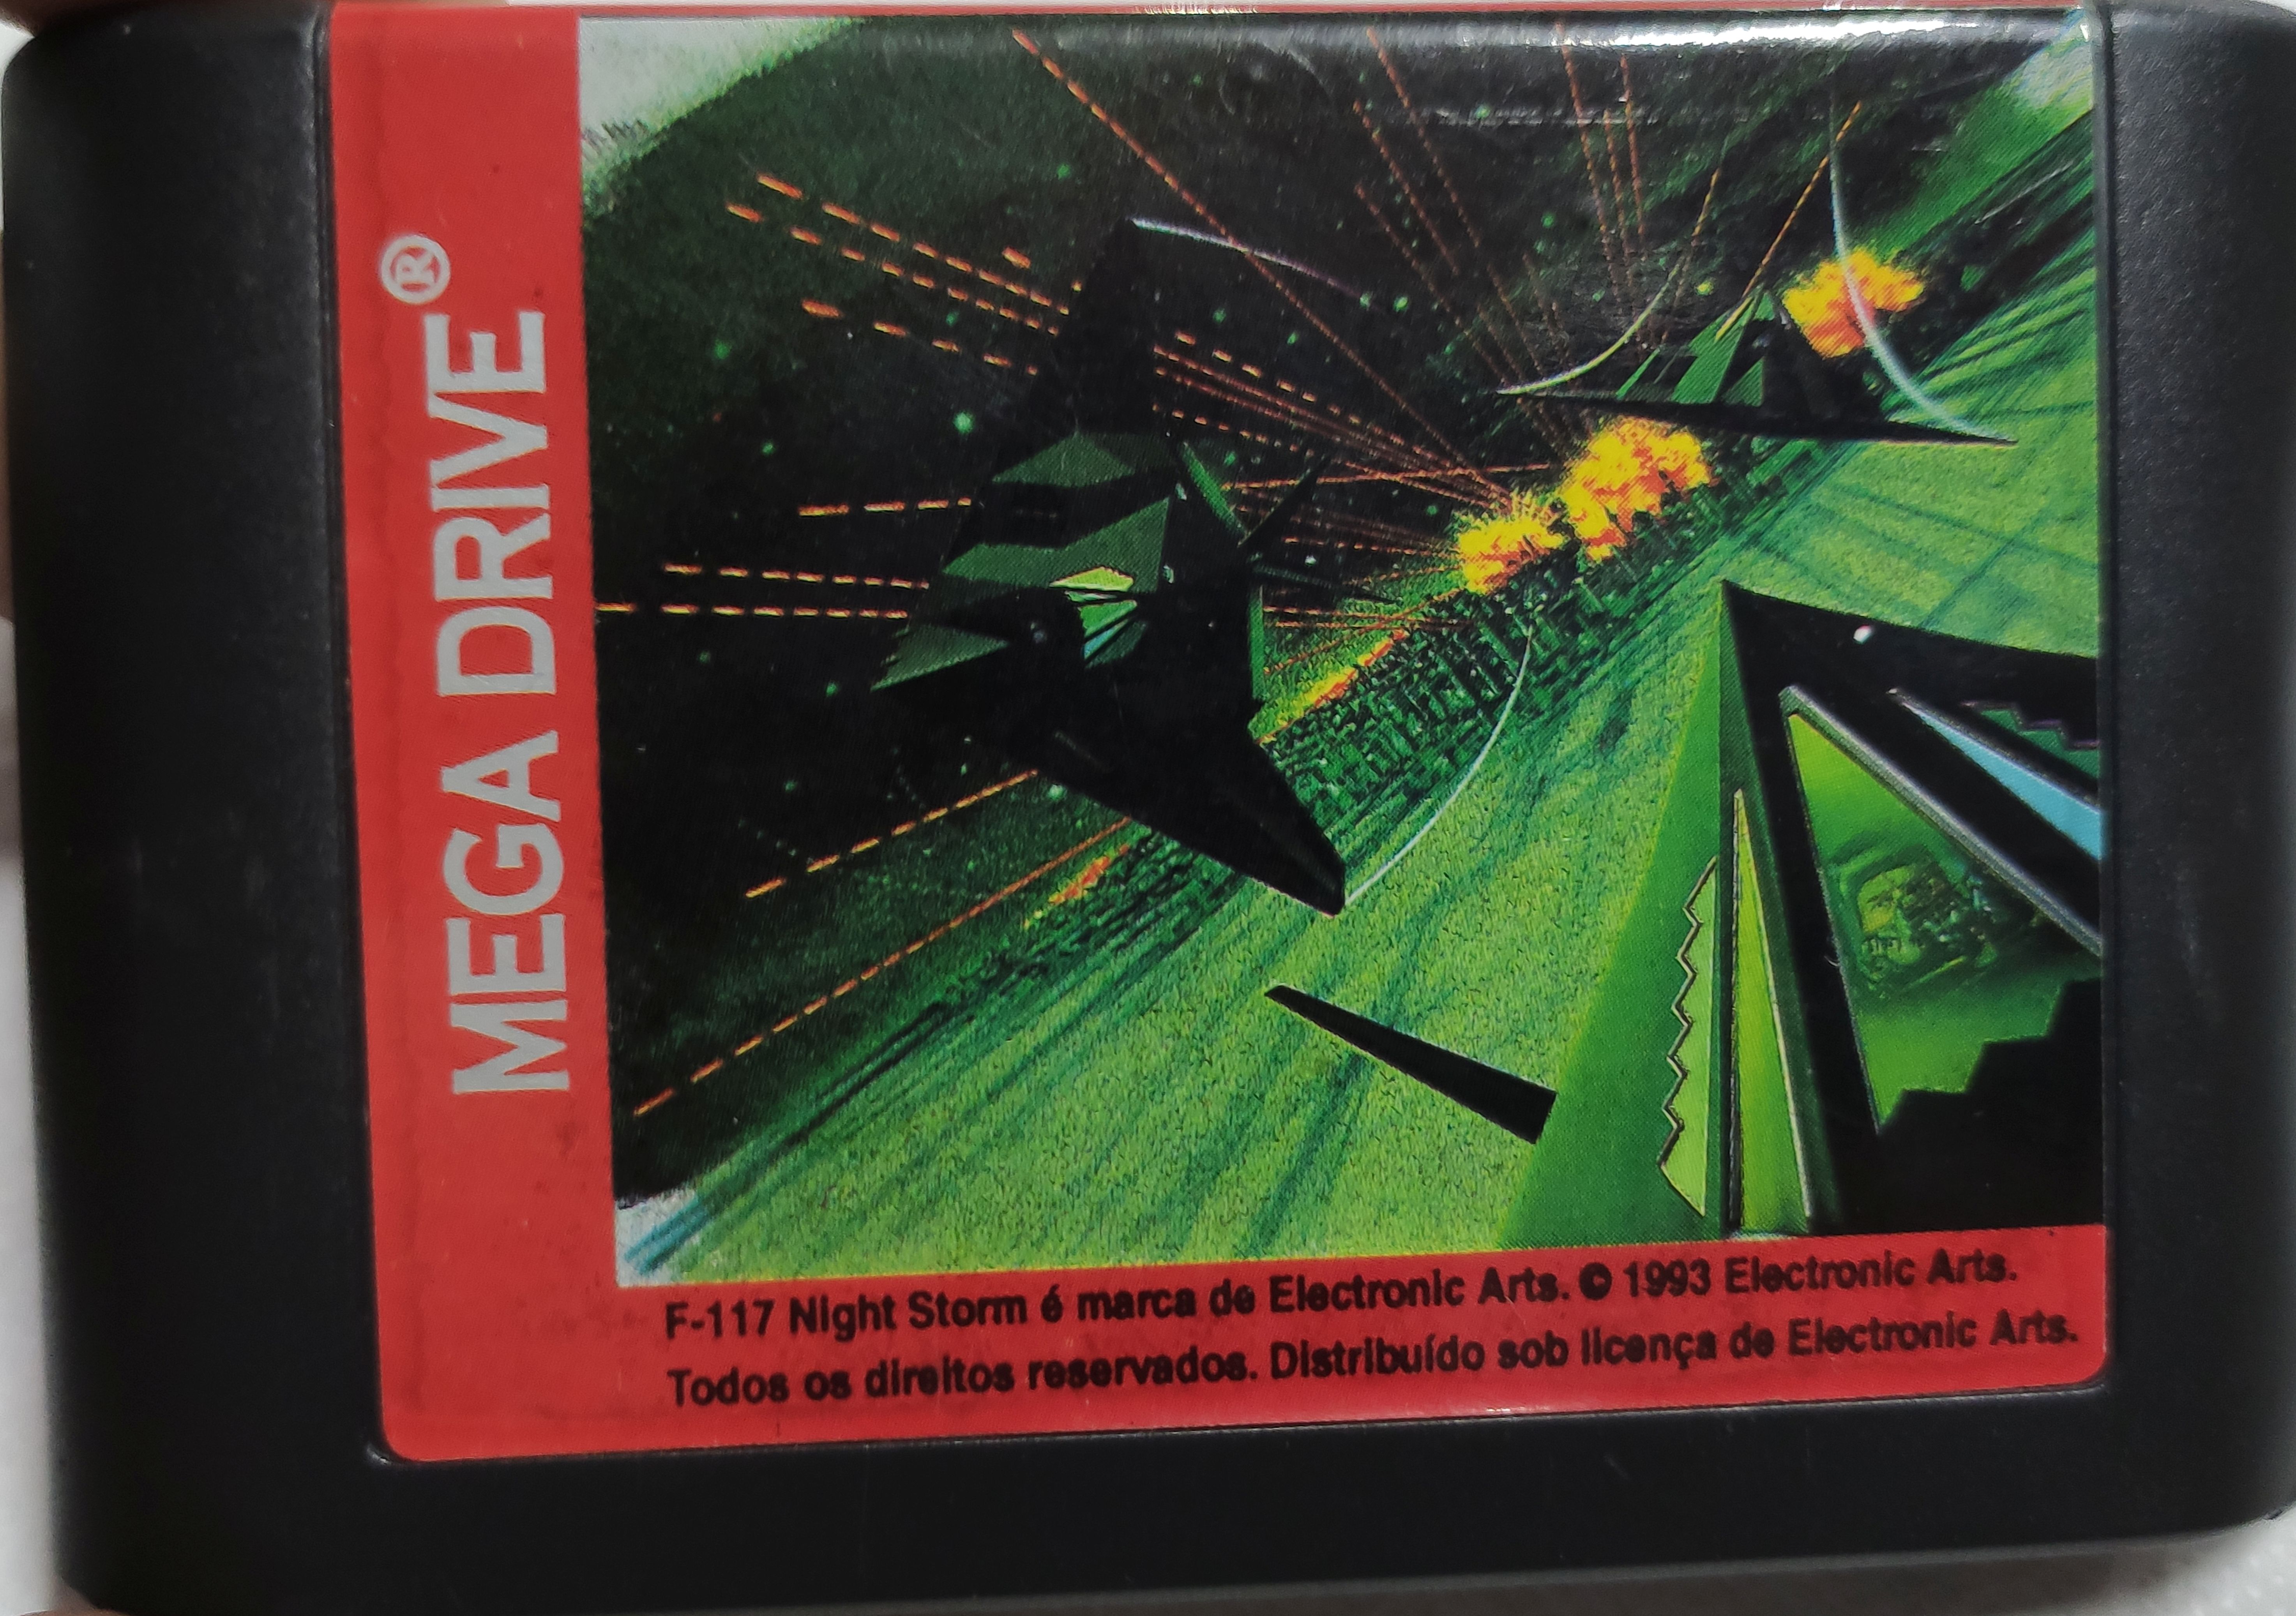 MEGA DRIVE®
F-117 Night Storm é marca de Electronic Arts. © 1993 Electronic Arts.
Todos os direitos reservados. Distribuído sob licença de Electronic Arts.